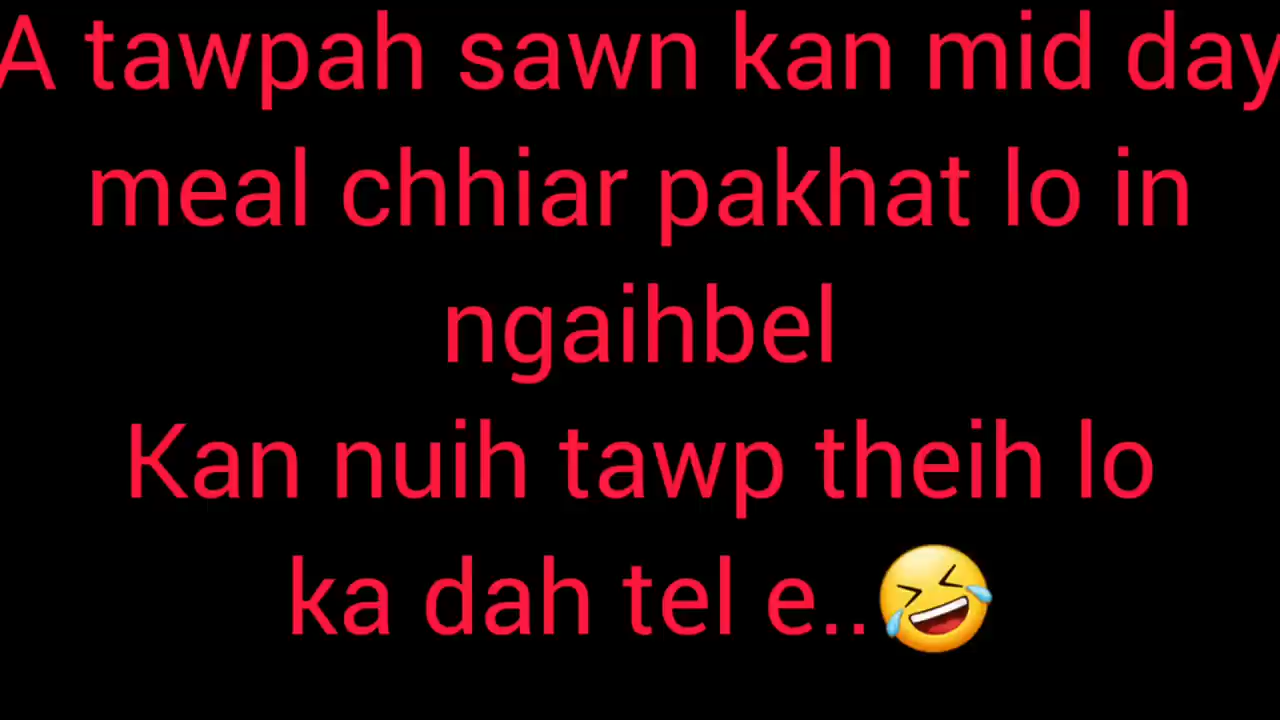 A tawpah sawn kan mid day
meal chhiar pakhat lo in
ngaihbel
Kan nuih tawp theih lo
ka dah tel e..🤣